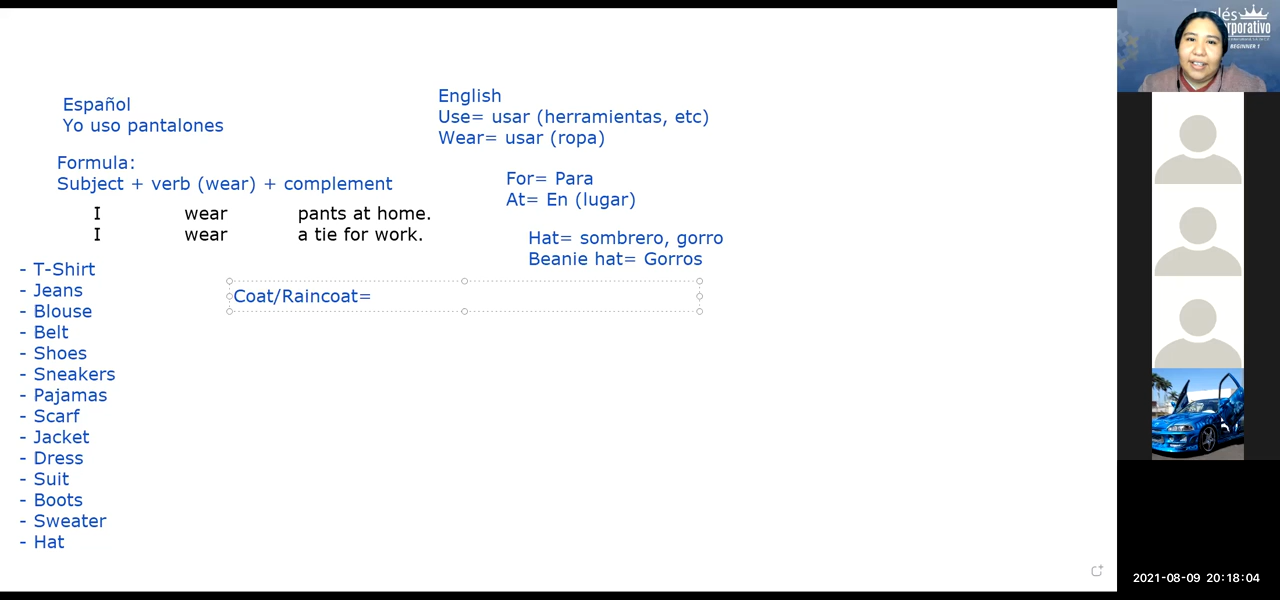 Español
Yo uso pantalones
English
Use= usar (herramientas, etc)
Wear= usar (ropa)
Formula:
Subject + verb (wear) + complement
I wear pants at home.
I wear a tie for work.
For= Para
At= En (lugar)
Hat= sombrero, gorro
Beanie hat= Gorros
- T-Shirt
- Jeans
- Blouse
- Belt
- Shoes
- Sneakers
- Pajamas
- Scarf
- Jacket
- Dress
- Suit
- Boots
- Sweater
- Hat
Coat/Raincoat=
BEGINNER 1
2021-08-09 20:18:04